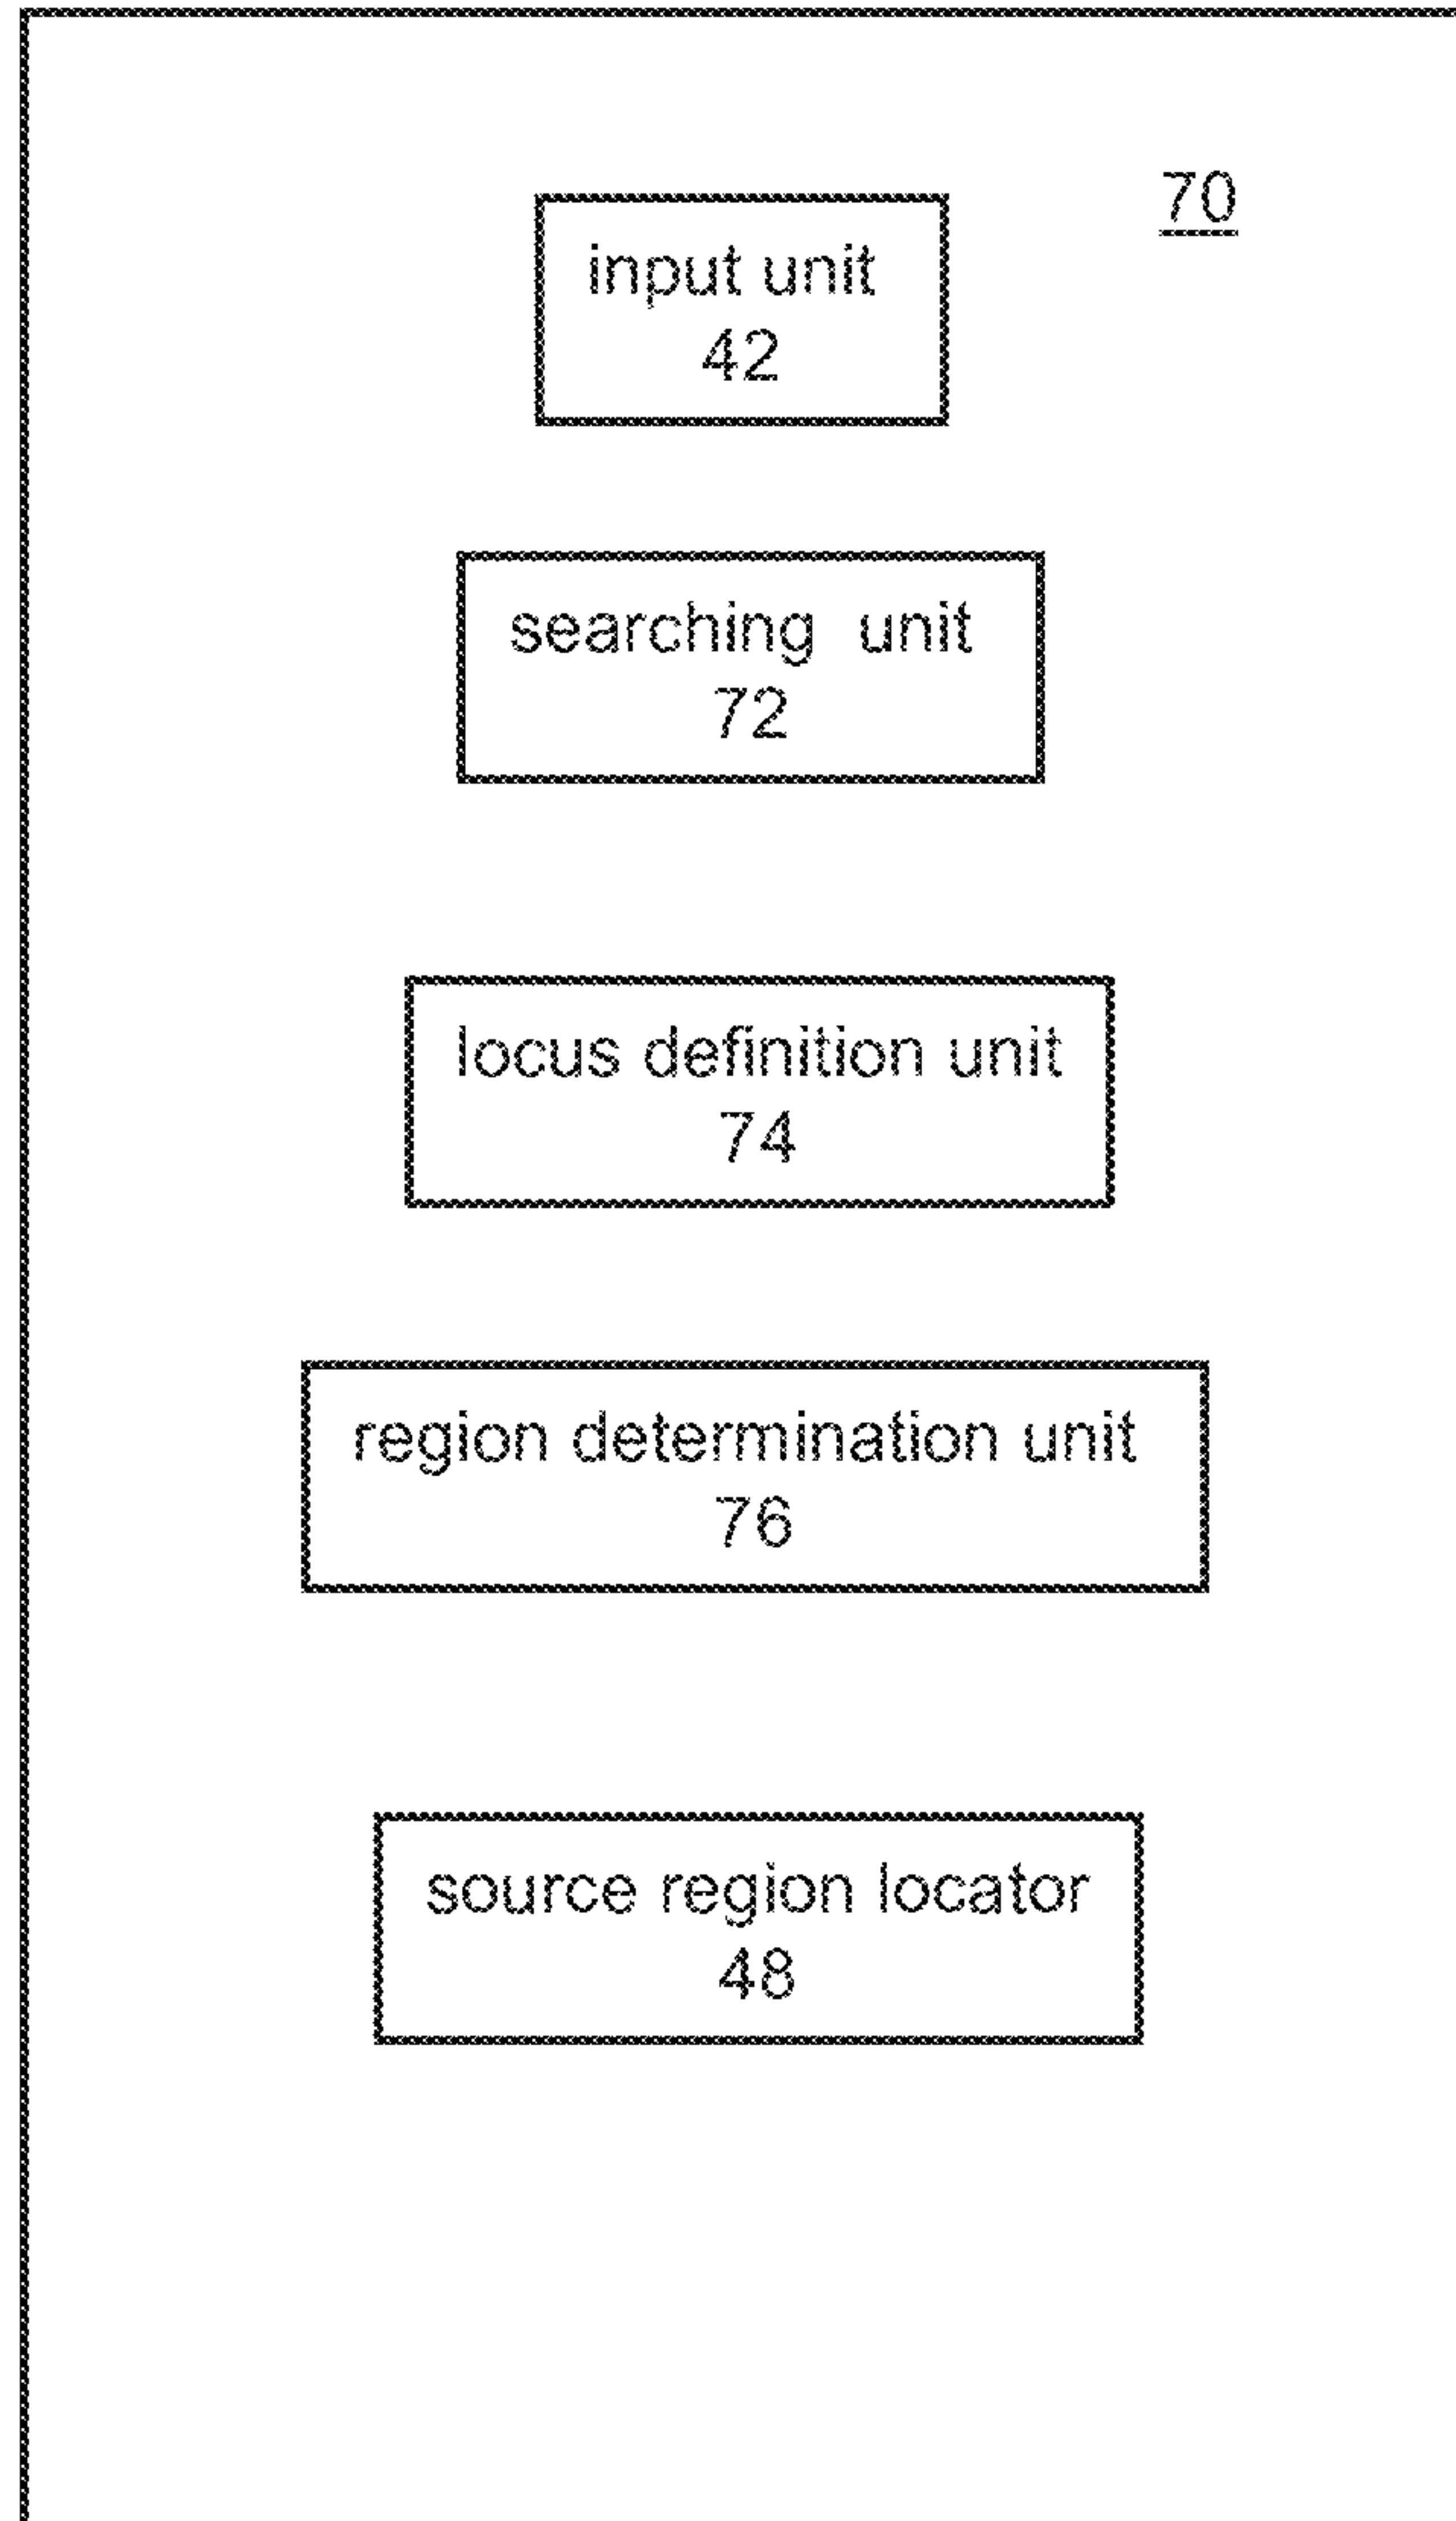 70
input unit
42
searching unit
72
locus definition unit
74
region determination unit
76
source region locator
48